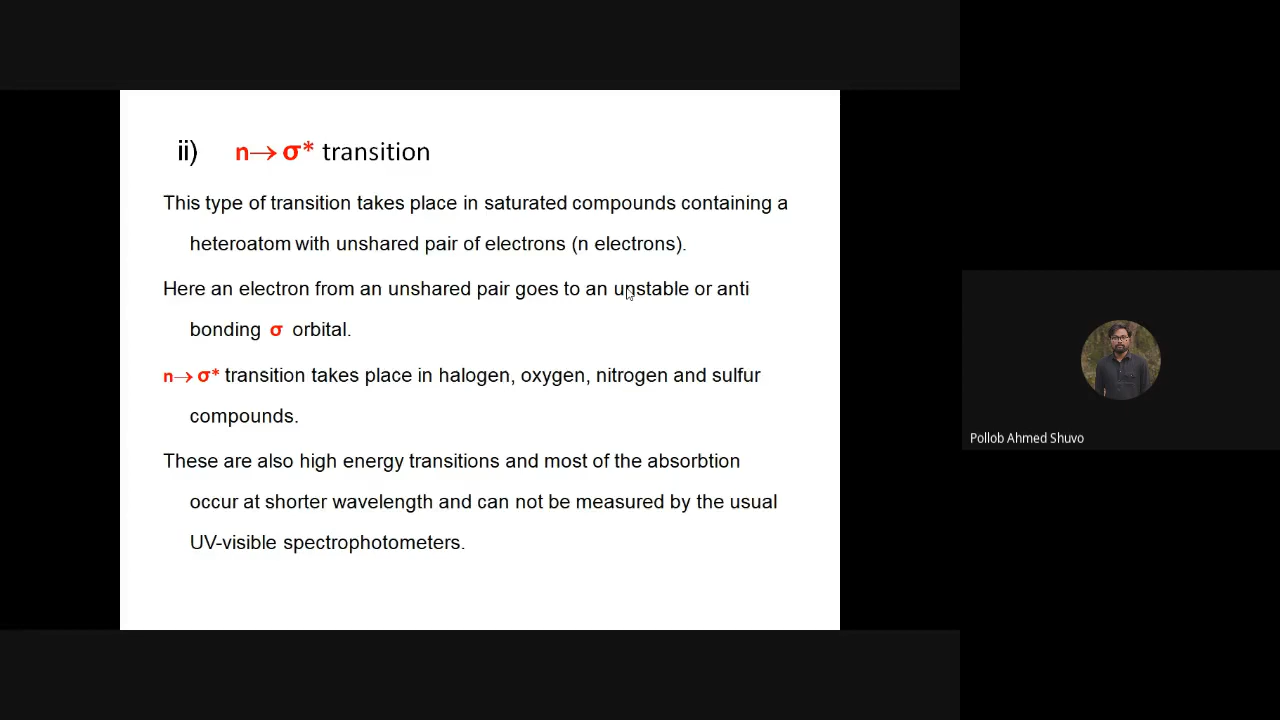 ii) n→ σ* transition
This type of transition takes place in saturated compounds containing a
heteroatom with unshared pair of electrons (n electrons).
Here an electron from an unshared pair goes to an unstable or anti
bonding σ orbital.
n→ σ* transition takes place in halogen, oxygen, nitrogen and sulfur
compounds.
These are also high energy transitions and most of the absorbtion
occur at shorter wavelength and can not be measured by the usual
UV-visible spectrophotometers.
Pollob Ahmed Shuvo